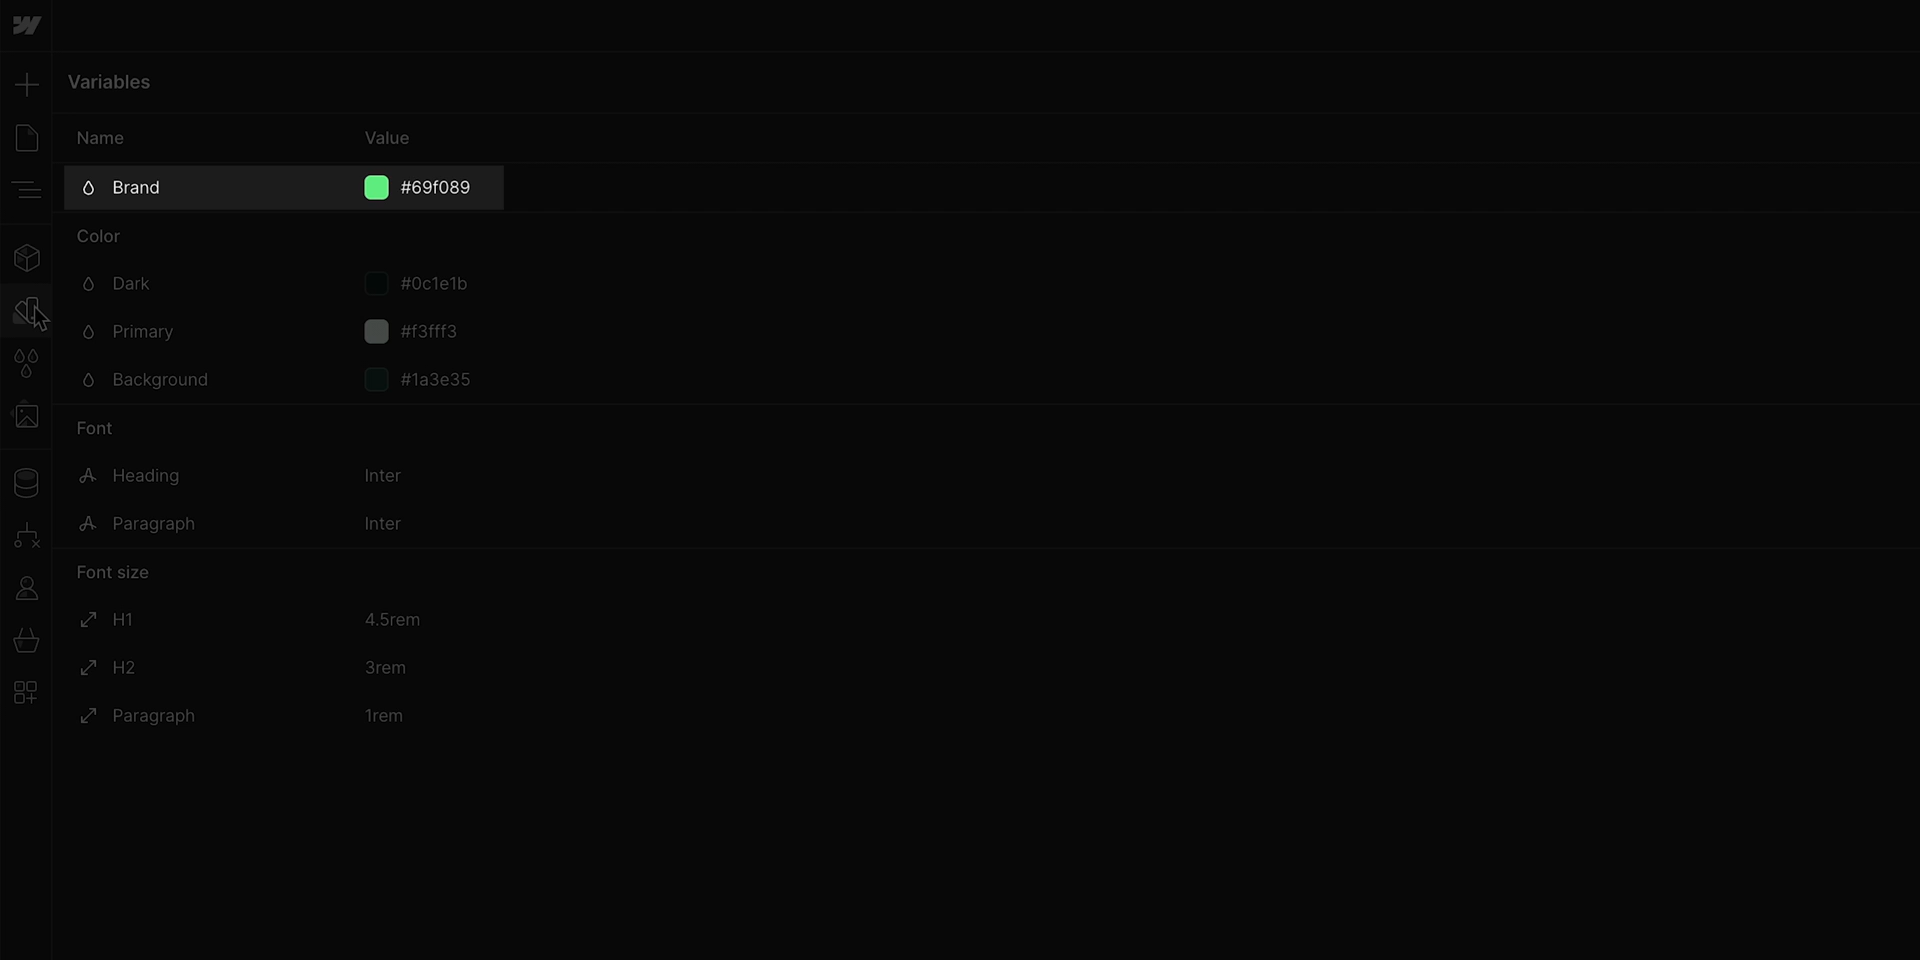 Variables
Name Value
Brand #69f089
Color
Dark #0c1e1b
Primary #f3fff3
Background #1a3e35
Font
Heading Inter
Paragraph Inter
Font size
H1 4.5rem
H2 3rem
Paragraph 1rem